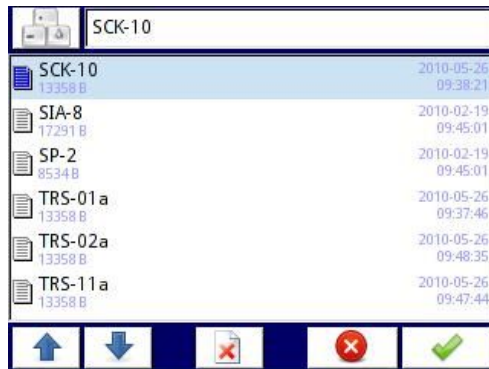 SCK-10
SCK-10 2010-05-26
13358 B 09:38:21
SIA-8 2010-02-19
17291 B 09:45:01
SP-2 2010-02-19
8534 B 09:45:01
TRS-01a 2010-05-26
13358 B 09:37:46
TRS-02a 2010-05-26
13358 B 09:48:35
TRS-11a 2010-05-26
13358 B 09:47:44